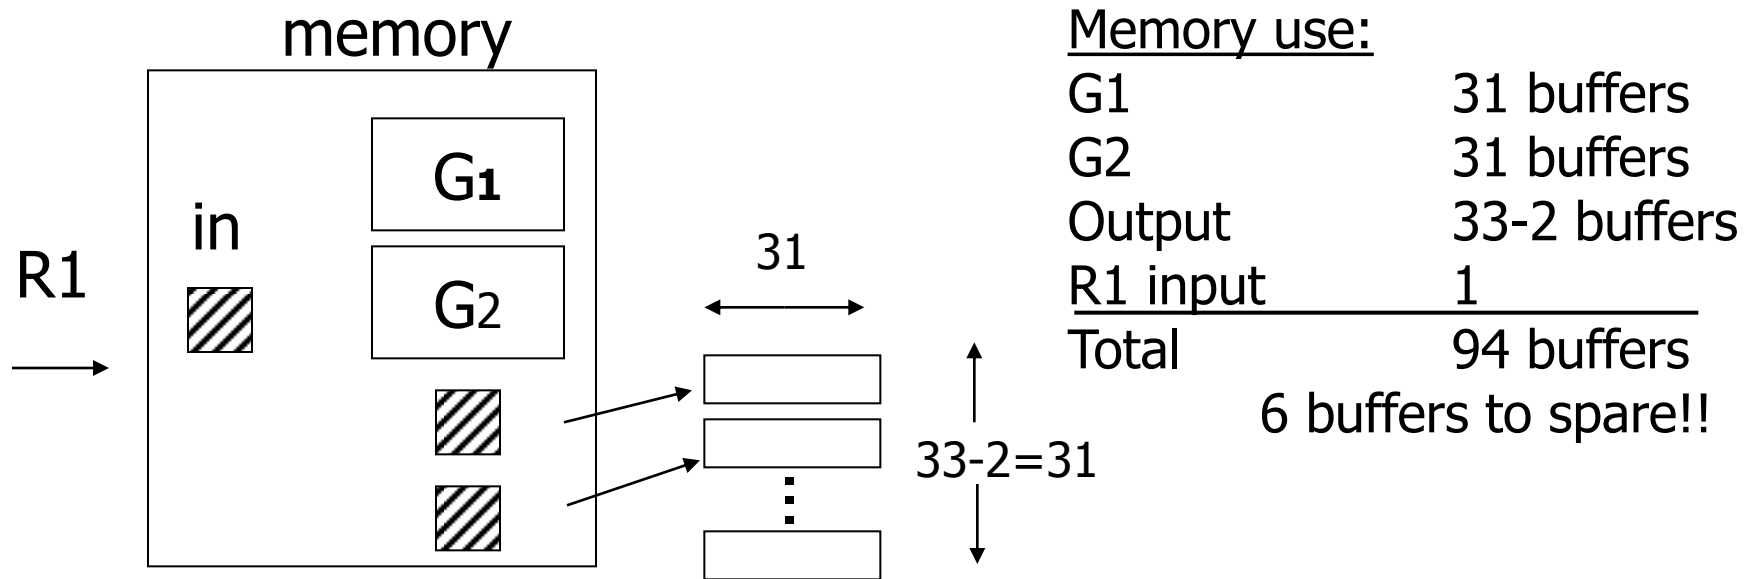 memory
R1
in
G1
G2
31
33-2=31
Memory use:
G1 31 buffers
G2 31 buffers
Output 33-2 buffers
R1 input 1
Total 94 buffers
6 buffers to spare!!